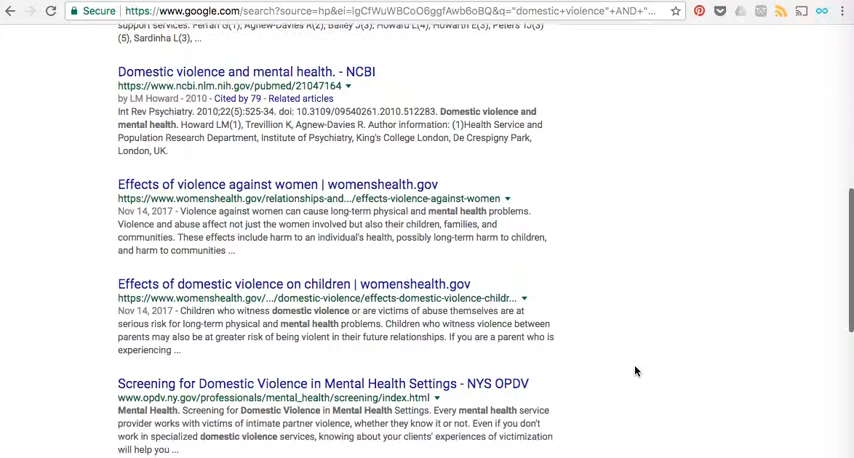 Secure https://www.google.com/search?source=hp&ei=igCfWuWBCoO6ggfAwb6oBQ&q="domestic+violence"+AND+"...
support services. Ferrari G(1), Agnew-Davies R(2), Bailey J(3), Howard L(4), Howarth E(3), Peters TJ(3)
(5), Sardinha L(3), ...
Domestic violence and mental health. - NCBI
https://www.ncbi.nlm.nih.gov/pubmed/21047164
by LM Howard - 2010 - Cited by 79 - Related articles
Int Rev Psychiatry. 2010;22(5):525-34. doi: 10.3109/09540261.2010.512283. Domestic violence and
mental health. Howard LM(1), Trevillion K, Agnew-Davies R. Author information: (1)Health Service and
Population Research Department, Institute of Psychiatry, King's College London, De Crespigny Park,
London, UK.
Effects of violence against women | womenshealth.gov
https://www.womenshealth.gov/relationships-and.../effects-violence-against-women
Nov 14, 2017 - Violence against women can cause long-term physical and mental health problems.
Violence and abuse affect not just the women involved but also their children, families, and
communities. These effects include harm to an individual's health, possibly long-term harm to children,
and harm to communities ...
Effects of domestic violence on children | womenshealth.gov
https://www.womenshealth.gov/.../domestic-violence/effects-domestic-violence-childr...
Nov 14, 2017 - Children who witness domestic violence or are victims of abuse themselves are at
serious risk for long-term physical and mental health problems. Children who witness violence between
parents may also be at greater risk of being violent in their future relationships. If you are a parent who is
experiencing ...
Screening for Domestic Violence in Mental Health Settings - NYS OPDV
www.opdv.ny.gov/professionals/mental_health/screening/index.html
Mental Health. Screening for Domestic Violence in Mental Health Settings. Every mental health service
provider works with victims of intimate partner violence, whether they know it or not. Even if you don't
work in specialized domestic violence services, knowing about your clients' experiences of victimization
will help you ...